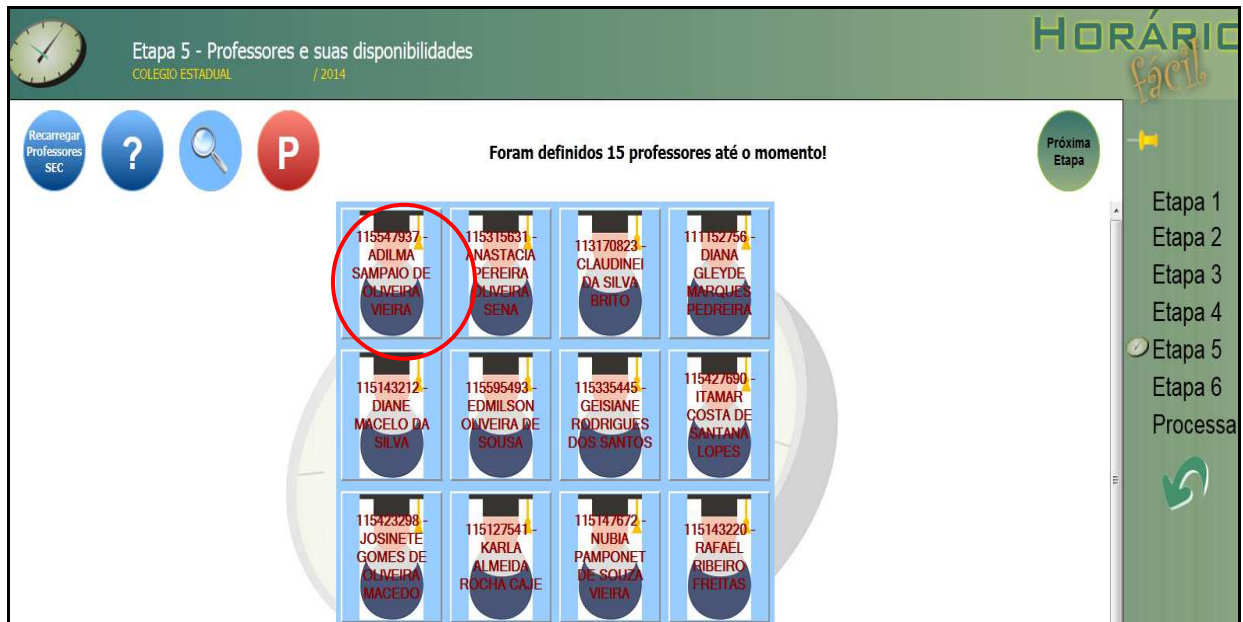 Etapa 5 - Professores e suas disponibilidades
COLEGIO ESTADUAL / 2014
HORÁRIO
fácil
Recarregar
Professores
SEC
?
P
Foram definidos 15 professores até o momento!
Próxima
Etapa
115547937 -
ADILMA
SAMPAIO DE
OLIVEIRA
VIEIRA
115315631 -
ANASTACIA
PEREIRA
OLIVEIRA
SENA
113170823 -
CLAUDINEI
DA SILVA
BRITO
111152756 -
DIANA
GLEYDE
MARQUES
PEDREIRA
115143212 -
DIANE
MACELO DA
SILVA
115595493 -
EDMILSON
OLIVEIRA DE
SOUSA
115335445 -
GEISIANE
RODRIGUES
DOS SANTOS
115427690 -
ITAMAR
COSTA DE
SANTANA
LOPES
115423298 -
JOSINETE
GOMES DE
OLIVEIRA
MACEDO
115127541 -
KARLA
ALMEIDA
ROCHA CAJE
115147672 -
NUBIA
PAMPONET
DE SOUZA
VIEIRA
115143220 -
RAFAEL
RIBEIRO
FREITAS
Etapa 1
Etapa 2
Etapa 3
Etapa 4
Etapa 5
Etapa 6
Processa